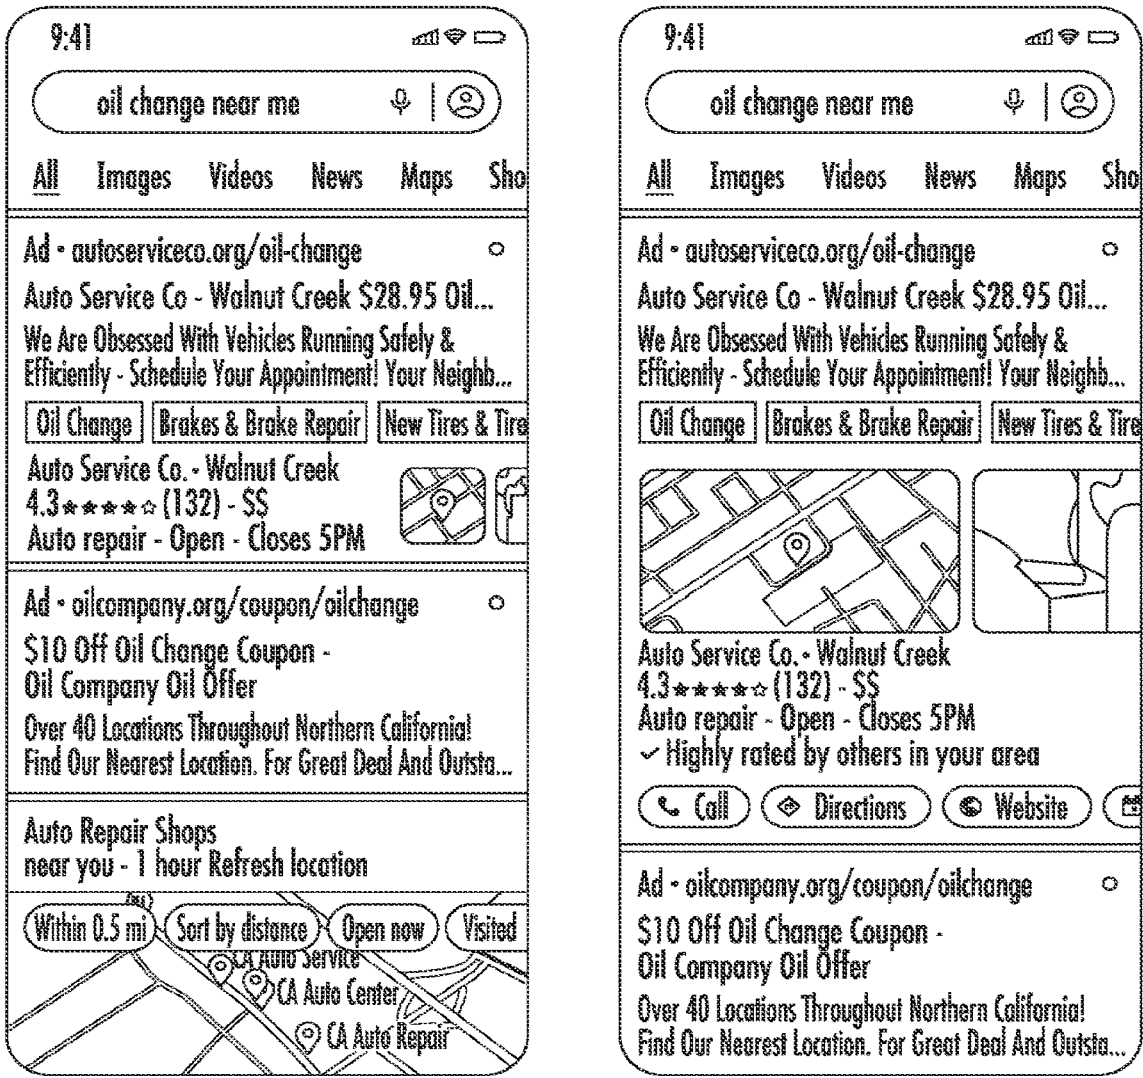 9:41
oil change near me
All Images Videos News Maps Sho
Ad • autoserviceco.org/oil-change
Auto Service Co - Walnut Creek $28.95 Oil...
We Are Obsessed With Vehicles Running Safely &
Efficiently - Schedule Your Appointment! Your Neighb...
Oil Change Brakes & Brake Repair New Tires & Tire
Auto Service Co. • Walnut Creek
4.3★★★★☆ (132) - $$
Auto repair - Open - Closes 5PM
Ad • oilcompany.org/coupon/oilchange
$10 Off Oil Change Coupon -
Oil Company Oil Offer
Over 40 Locations Throughout Northern California!
Find Our Nearest Location. For Great Deal And Outsta...
Auto Repair Shops
near you - 1 hour Refresh location
Within 0.5 mi Sort by distance Open now Visited
CA Auto Service
CA Auto Center
CA Auto Repair
9:41
oil change near me
All Images Videos News Maps Sho
Ad • autoserviceco.org/oil-change
Auto Service Co - Walnut Creek $28.95 Oil...
We Are Obsessed With Vehicles Running Safely &
Efficiently - Schedule Your Appointment! Your Neighb...
Oil Change Brakes & Brake Repair New Tires & Tire
Auto Service Co. • Walnut Creek
4.3★★★★☆ (132) - $$
Auto repair - Open - Closes 5PM
✓ Highly rated by others in your area
Call Directions Website
Ad • oilcompany.org/coupon/oilchange
$10 Off Oil Change Coupon -
Oil Company Oil Offer
Over 40 Locations Throughout Northern California!
Find Our Nearest Location. For Great Deal And Outsta...